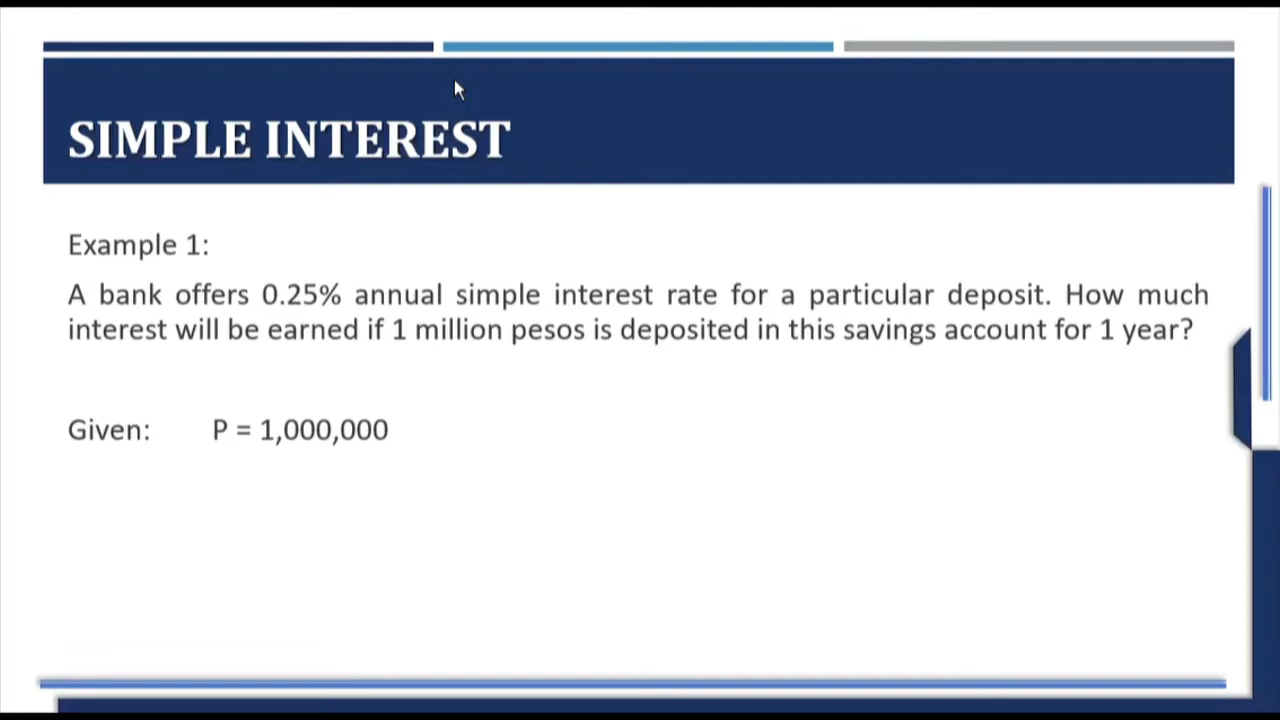 SIMPLE INTEREST
Example 1:
A bank offers 0.25% annual simple interest rate for a particular deposit. How much
interest will be earned if 1 million pesos is deposited in this savings account for 1 year?
Given: P = 1,000,000